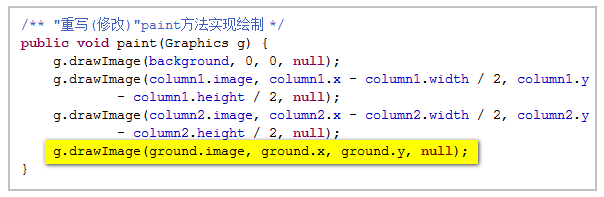 /** "重写(修改)"paint方法实现绘制 */
public void paint(Graphics g) {
g.drawImage(background, 0, 0, null);
g.drawImage(column1.image, column1.x - column1.width / 2, column1.y
- column1.height / 2, null);
g.drawImage(column2.image, column2.x - column2.width / 2, column2.y
- column2.height / 2, null);
g.drawImage(ground.image, ground.x, ground.y, null);
}